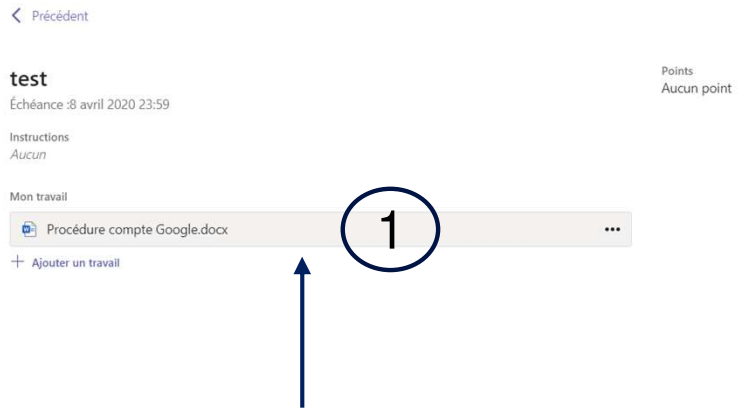 Précédent
test
Points
Aucun point
Échéance :8 avril 2020 23:59
Instructions
Aucun
Mon travail
Procédure compte Google.docx
1
+ Ajouter un travail